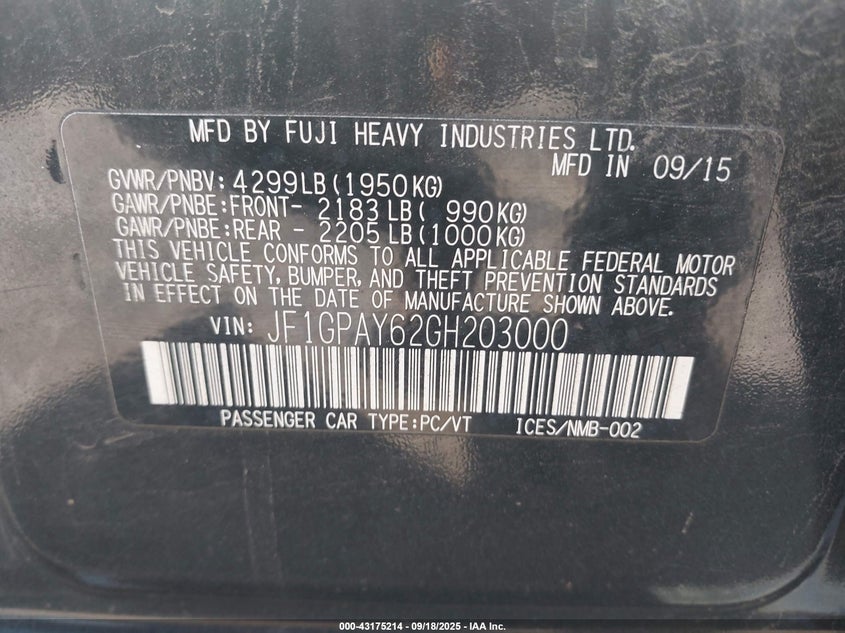 MFD BY FUJI HEAVY INDUSTRIES LTD.
MFD IN 09/15
GVWR/PNBV: 4299LB(1950KG)
GAWR/PNBE:FRONT- 2183 LB( 990KG)
GAWR/PNBE:REAR - 2205 LB(1000KG)
THIS VEHICLE CONFORMS TO ALL APPLICABLE FEDERAL MOTOR
VEHICLE SAFETY, BUMPER, AND THEFT PREVENTION STANDARDS
IN EFFECT ON THE DATE OF MANUFACTURE SHOWN ABOVE.
VIN: JF1GPAY62GH203000
PASSENGER CAR TYPE:PC/VT ICES/NMB-002
000-43175214 - 09/18/2025 - IAA Inc.